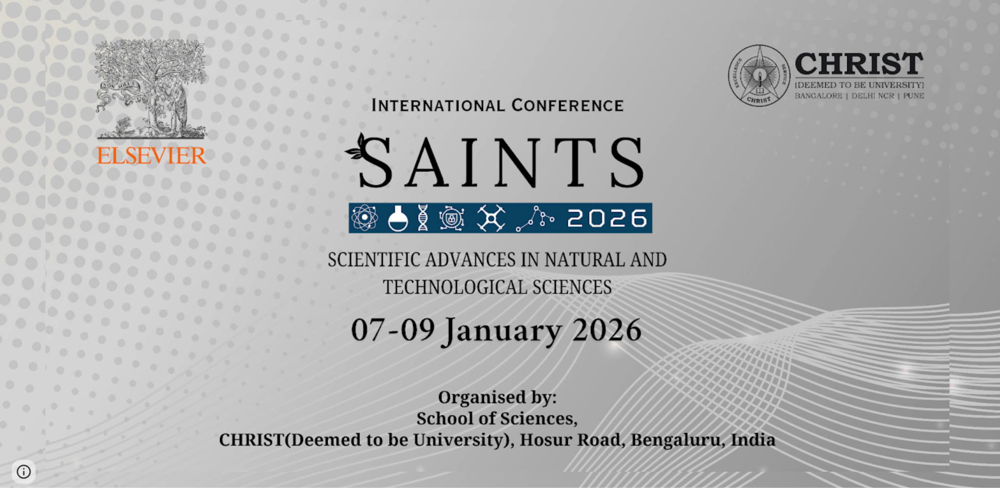 NON SOLUS
ELSEVIER
EXCELLENCE
SERVICE
CHRIST
CHRIST
(DEEMED TO BE UNIVERSITY)
BANGALORE | DELHI NCR | PUNE
INTERNATIONAL CONFERENCE
SAINTS
2026
SCIENTIFIC ADVANCES IN NATURAL AND
TECHNOLOGICAL SCIENCES
07-09 January 2026
Organised by:
School of Sciences,
CHRIST(Deemed to be University), Hosur Road, Bengaluru, India